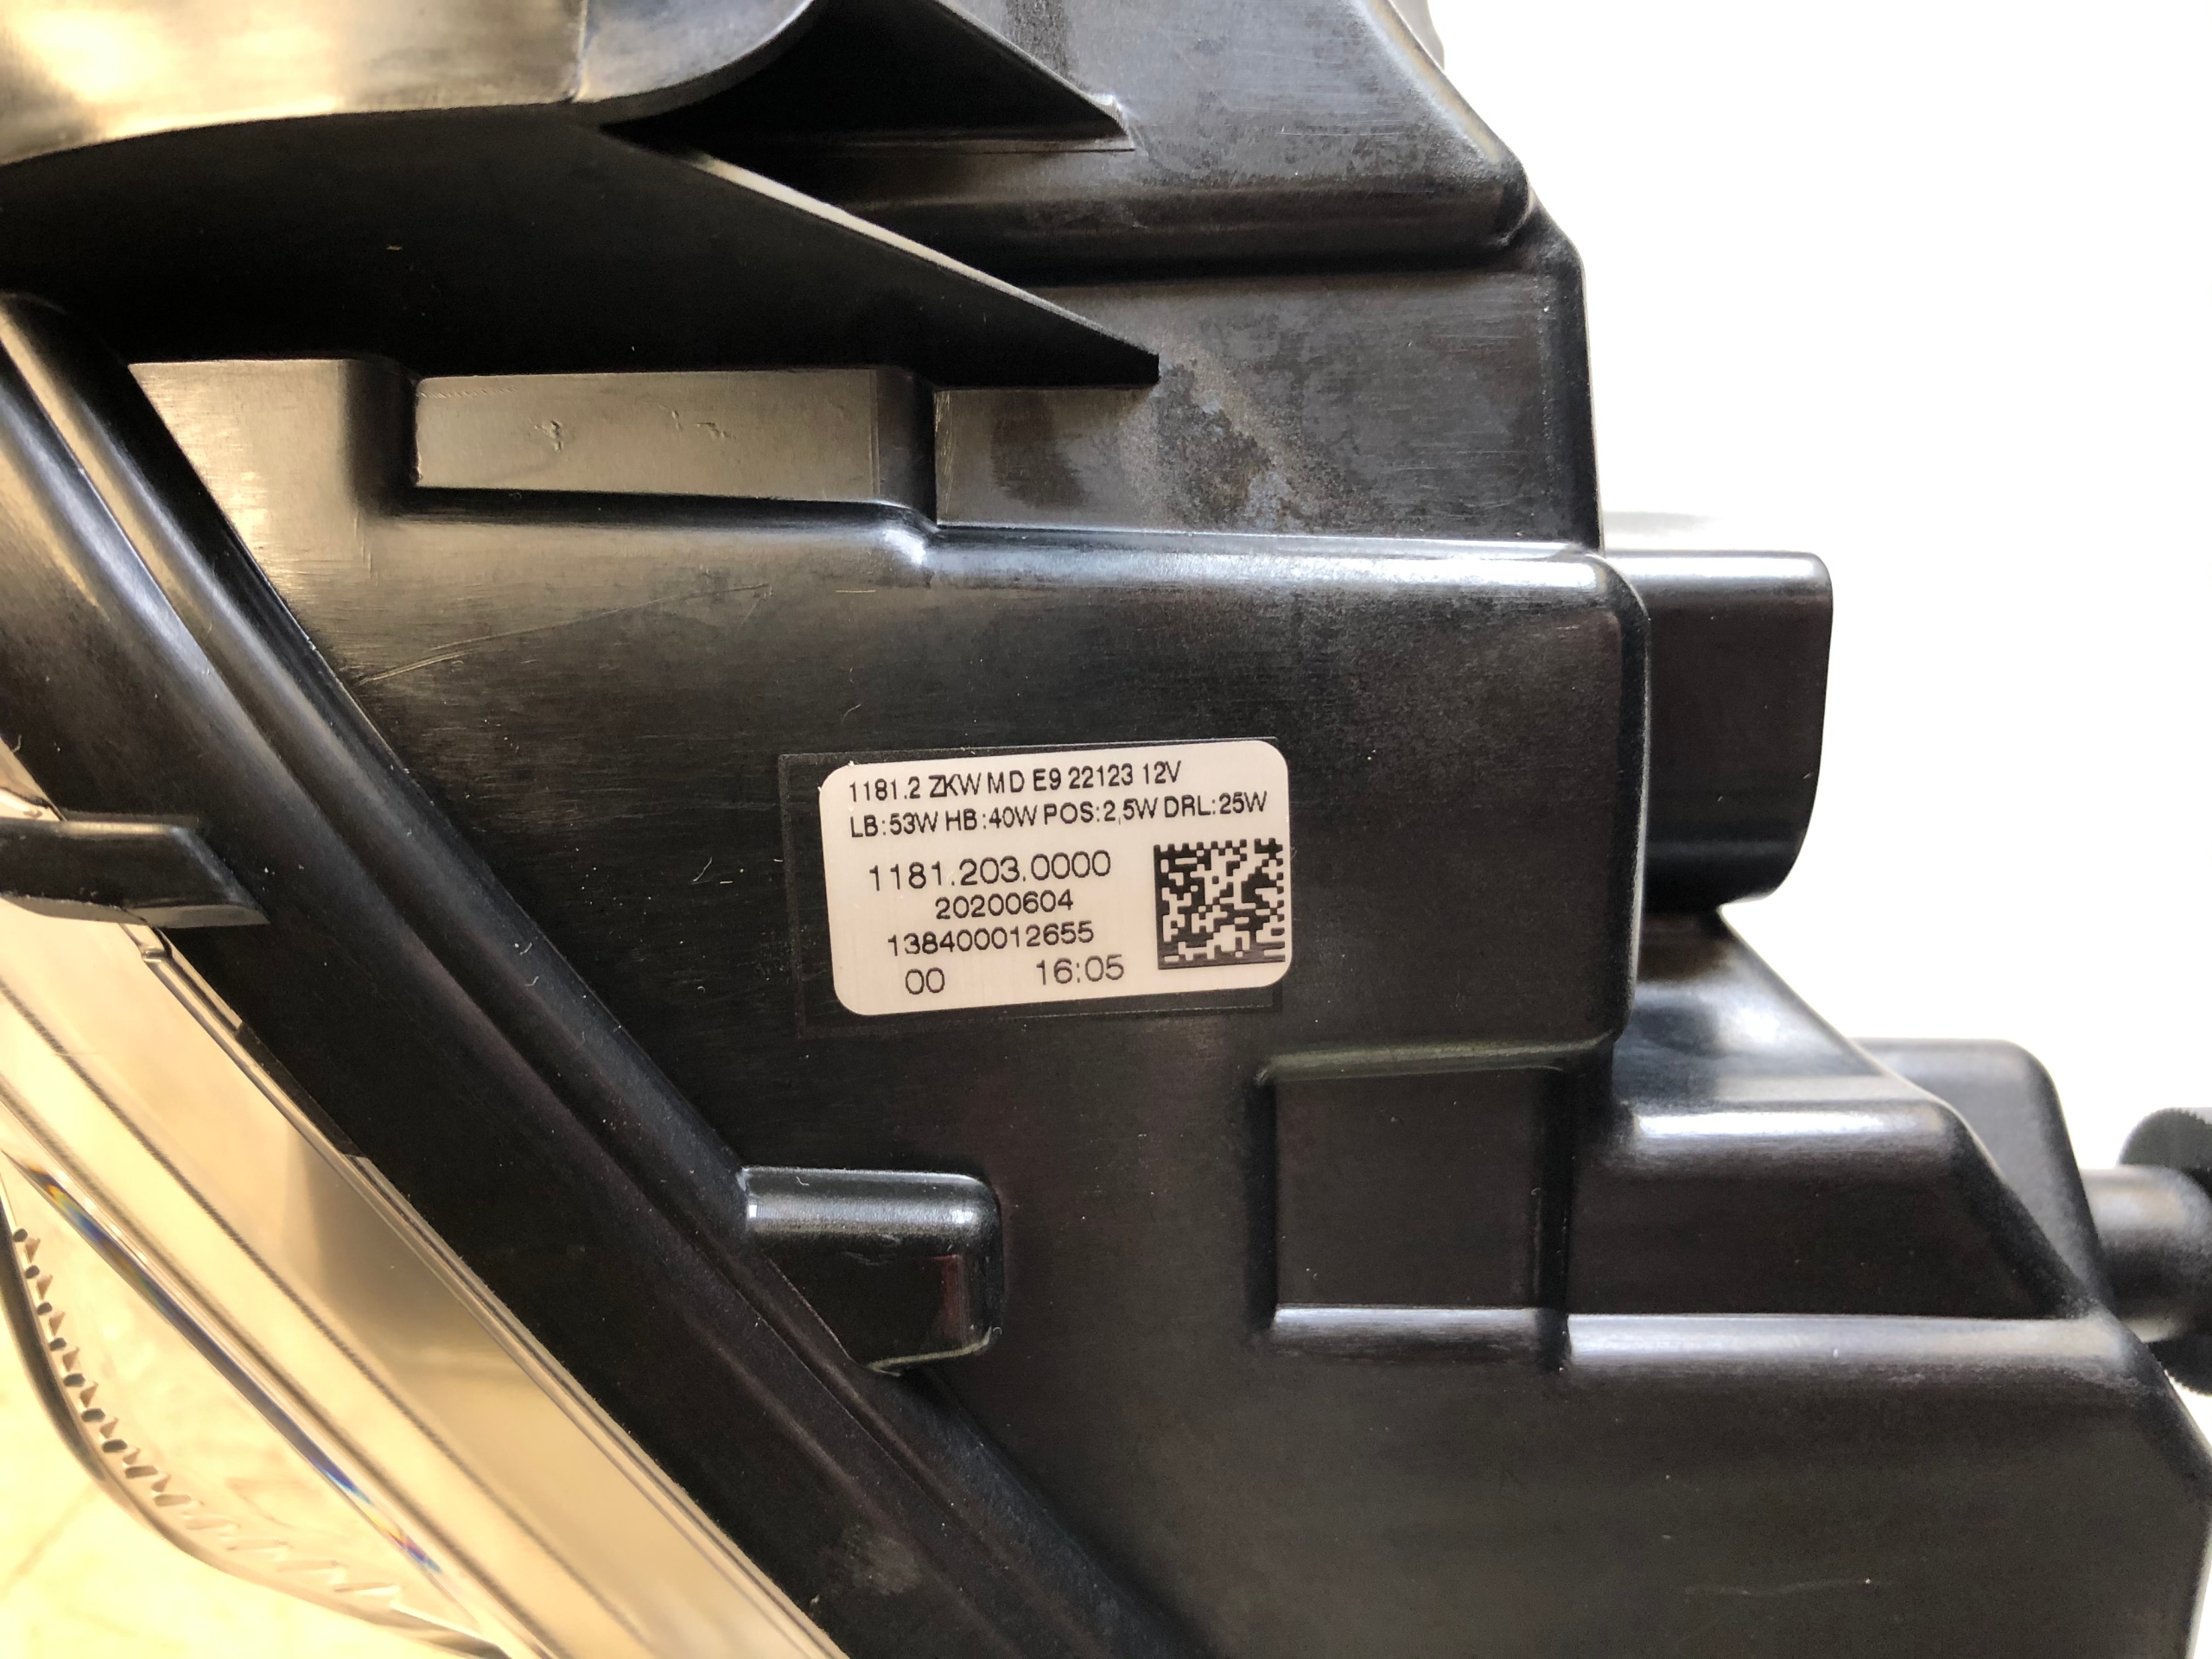 1181.2 ZKW MD E9 22123 12V
LB:53W HB:40W POS:2,5W DRL:25W
1181.203.0000
20200604
138400012655
00 16:05